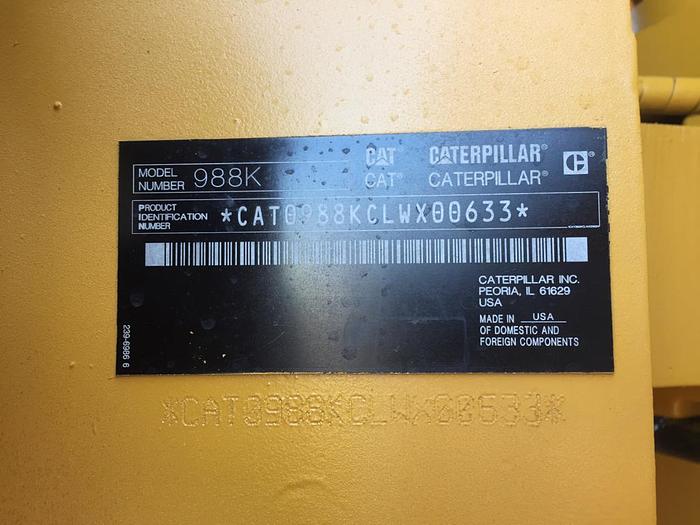 MODEL NUMBER 988K
CAT CATERPILLAR®
CAT® CATERPILLAR®
C ®
PRODUCT
IDENTIFICATION
NUMBER
*CAT0988KCLWX00633*
CATERPILLAR INC.
PEORIA, IL 61629
USA
MADE IN USA
OF DOMESTIC AND
FOREIGN COMPONENTS
239-6986 6
*CAT0988KCLWX00633*